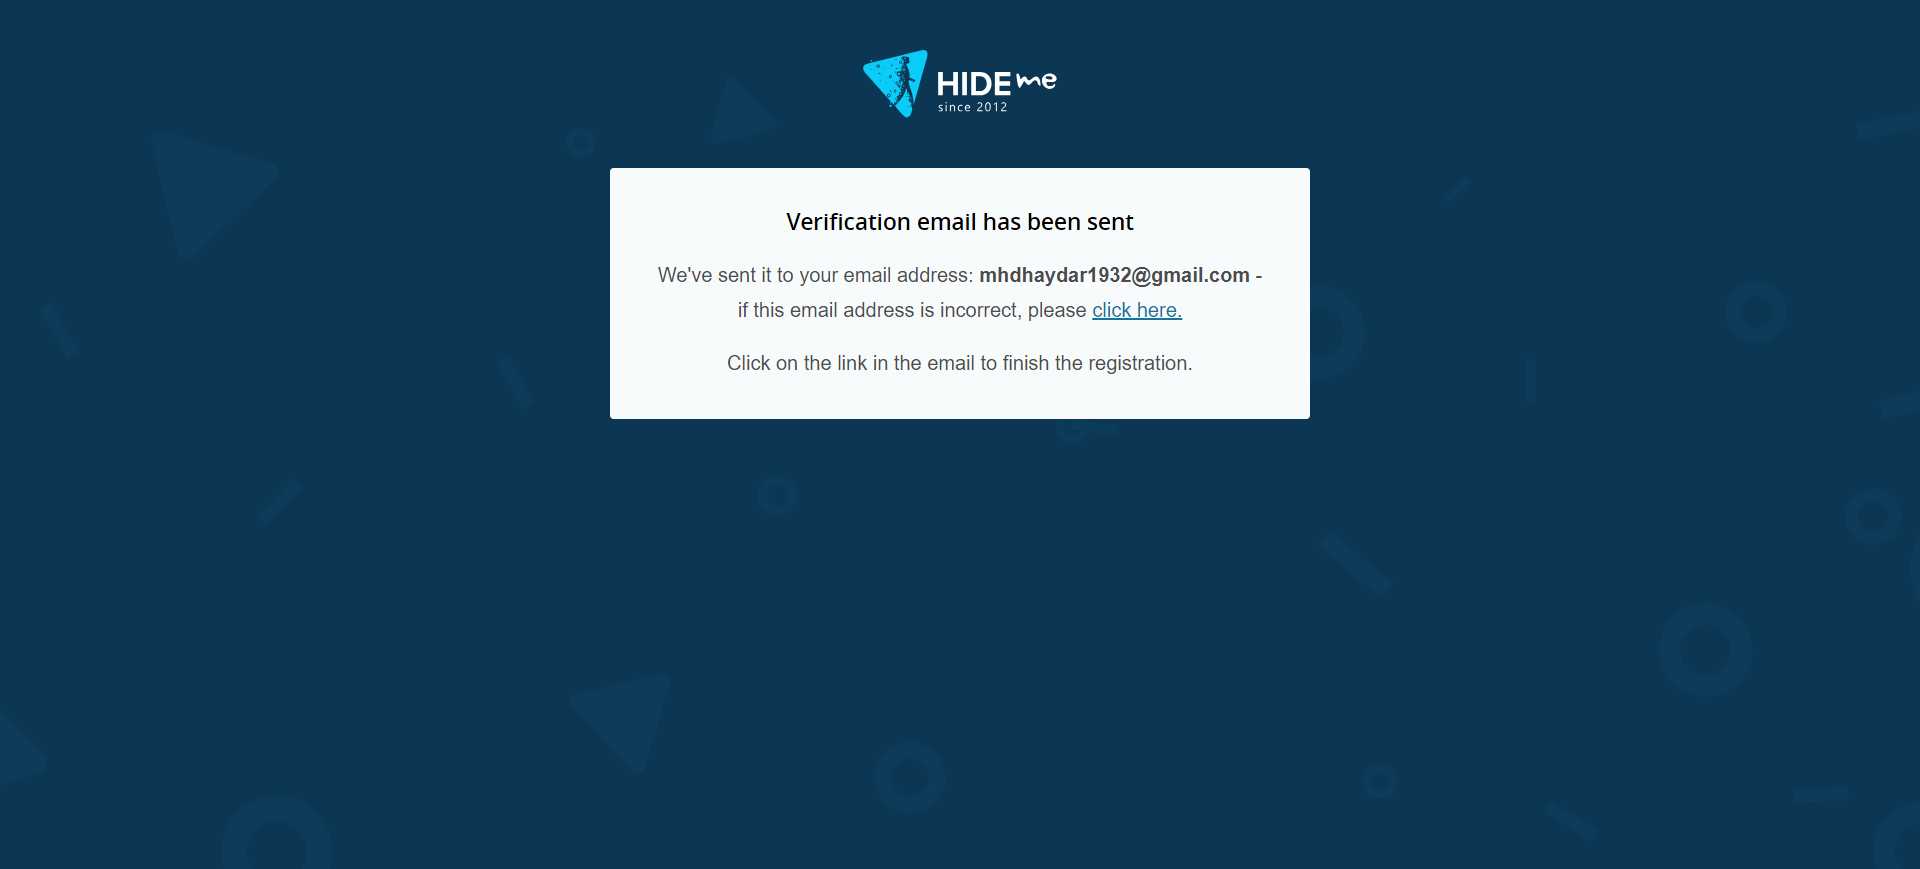 HIDE me
since 2012
Verification email has been sent
We've sent it to your email address: mhdhaydar1932@gmail.com -
if this email address is incorrect, please click here.
Click on the link in the email to finish the registration.